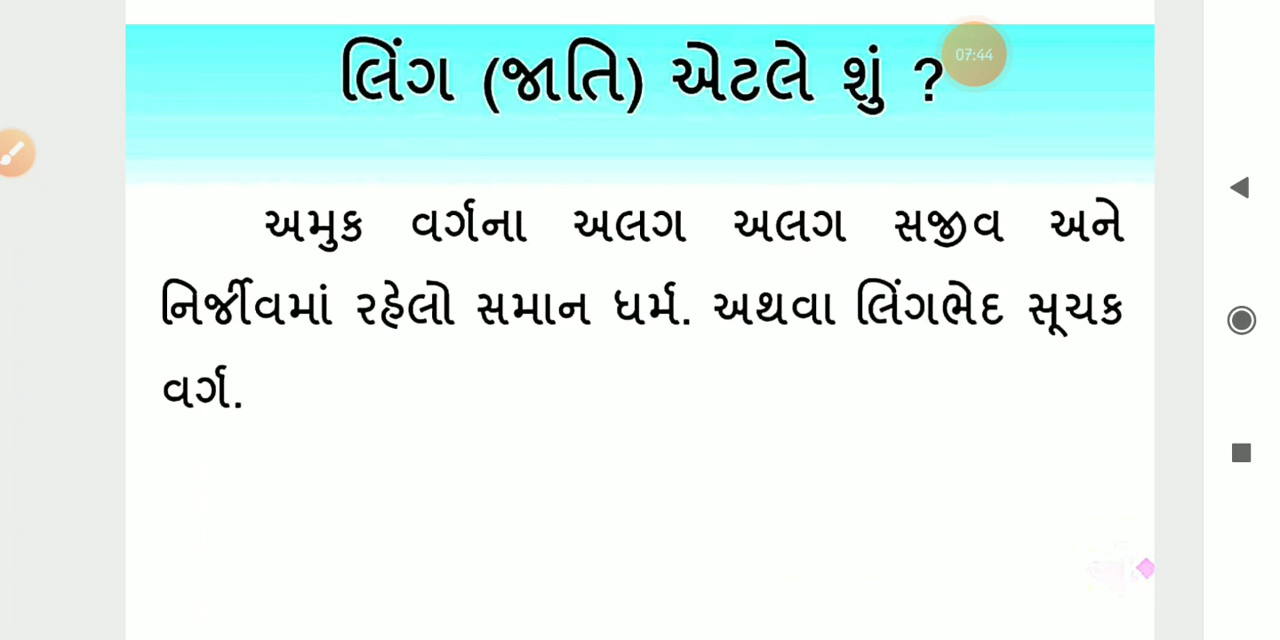 લિંગ (જાતિ) એટલે શું ?
07:44
અમુક વર્ગના અલગ અલગ સજીવ અને
નિર્જીવમાં રહેલો સમાન ધર્મ. અથવા લિંગભેદ સૂચક
વર્ગ.